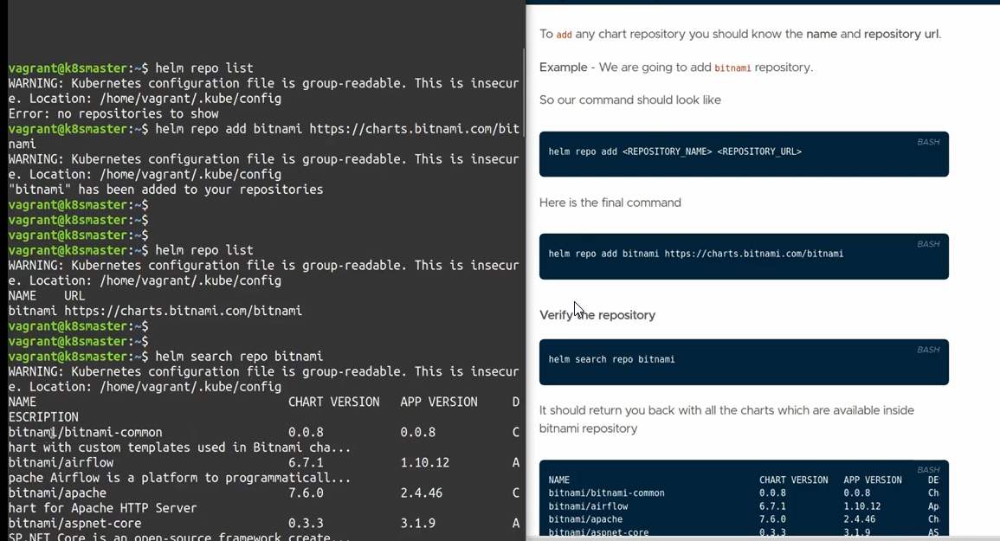 vagrant@k8smaster:~$ helm repo list
WARNING: Kubernetes configuration file is group-readable. This is insecur
e. Location: /home/vagrant/.kube/config
Error: no repositories to show
vagrant@k8smaster:~$ helm repo add bitnami https://charts.bitnami.com/bit
nami
WARNING: Kubernetes configuration file is group-readable. This is insecur
e. Location: /home/vagrant/.kube/config
"bitnami" has been added to your repositories
vagrant@k8smaster:~$
vagrant@k8smaster:~$
vagrant@k8smaster:~$
vagrant@k8smaster:~$ helm repo list
WARNING: Kubernetes configuration file is group-readable. This is insecur
e. Location: /home/vagrant/.kube/config
NAME URL
bitnami https://charts.bitnami.com/bitnami
vagrant@k8smaster:~$
vagrant@k8smaster:~$
vagrant@k8smaster:~$ helm search repo bitnami
WARNING: Kubernetes configuration file is group-readable. This is insecur
e. Location: /home/vagrant/.kube/config
NAME CHART VERSION APP VERSION D
ESCRIPTION
bitnami/bitnami-common 0.0.8 0.0.8 C
hart with custom templates used in Bitnami cha...
bitnami/airflow 6.7.1 1.10.12 A
pache Airflow is a platform to programmaticall...
bitnami/apache 7.6.0 2.4.46 C
hart for Apache HTTP Server
bitnami/aspnet-core 0.3.3 3.1.9 A
SP.NET Core is an open-source framework create...
To add any chart repository you should know the name and repository url.
Example - We are going to add bitnami repository.
So our command should look like
BASH
helm repo add <REPOSITORY_NAME> <REPOSITORY_URL>
Here is the final command
BASH
helm repo add bitnami https://charts.bitnami.com/bitnami
Verify the repository
BASH
helm search repo bitnami
It should return you back with all the charts which are available inside
bitnami repository
BASH
NAME CHART VERSION APP VERSION DE
bitnami/bitnami-common 0.0.8 0.0.8 Ch
bitnami/airflow 6.7.1 1.10.12 Ap
bitnami/apache 7.6.0 2.4.46 Ch
bitnami/aspnet-core 0.3.3 3.1.9 AS